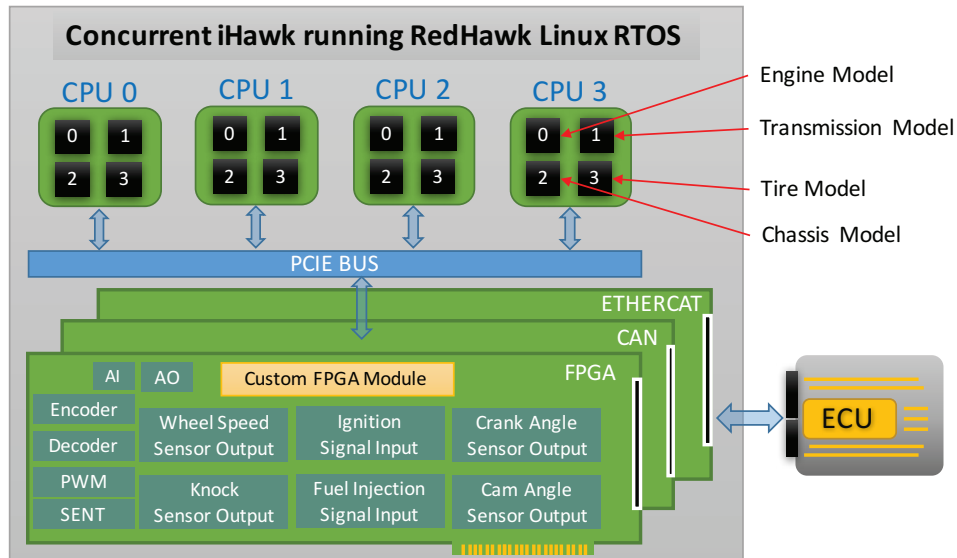 Concurrent iHawk running RedHawk Linux RTOS
CPU 0
CPU 1
CPU 2
CPU 3
0 1
2 3
0 1
2 3
0 1
2 3
0 1
2 3
Engine Model
Transmission Model
Tire Model
Chassis Model
PCIE BUS
ETHERCAT
CAN
FPGA
AI
AO
Custom FPGA Module
Encoder
Decoder
PWM
SENT
Wheel Speed
Sensor Output
Ignition
Signal Input
Crank Angle
Sensor Output
Knock
Sensor Output
Fuel Injection
Signal Input
Cam Angle
Sensor Output
ECU